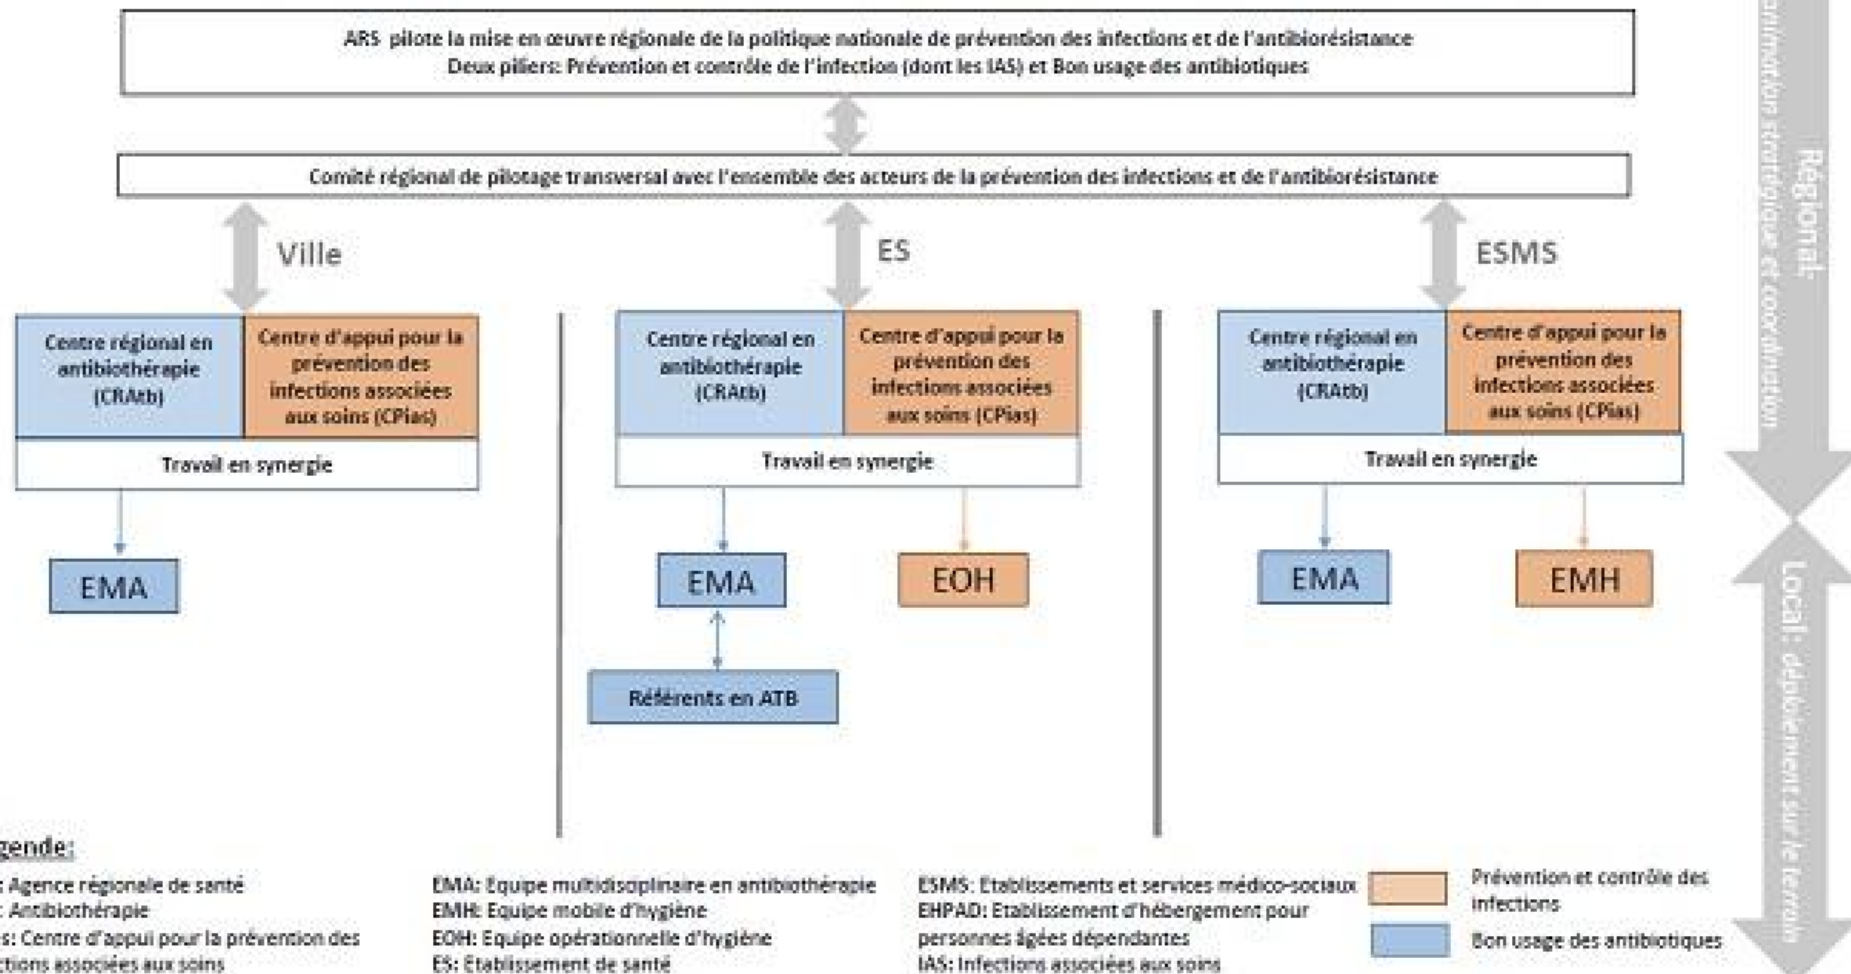 ARS pilote la mise en œuvre régionale de la politique nationale de prévention des infections et de l'antibiorésistance
Deux piliers: Prévention et contrôle de l'infection (dont les IAS) et Bon usage des antibiotiques
Comité régional de pilotage transversal avec l'ensemble des acteurs de la prévention des infections et de l'antibiorésistance
Ville
ES
ESMS
Centre régional en
antibiothérapie
(CRAtb)
Centre d'appui pour la
prévention des
infections associées
aux soins (CPias)
Travail en synergie
Centre régional en
antibiothérapie
(CRAtb)
Centre d'appui pour la
prévention des
infections associées
aux soins (CPias)
Travail en synergie
Centre régional en
antibiothérapie
(CRAtb)
Centre d'appui pour la
prévention des
infections associées
aux soins (CPias)
Travail en synergie
EMA
EMA
EOH
EMA
EMH
Référents en ATB
Régional:
animation stratégique et coordination
Local: déploiement sur le terrain
gende:
: Agence régionale de santé
: Antibiothérapie
s: Centre d'appui pour la prévention des
ctions associées aux soins
EMA: Equipe multidisciplinaire en antibiothérapie
EMH: Equipe mobile d'hygiène
EOH: Equipe opérationnelle d'hygiène
ES: Etablissement de santé
ESMS: Etablissements et services médico-sociaux
EHPAD: Etablissement d'hébergement pour
personnes âgées dépendantes
IAS: Infections associées aux soins
Prévention et contrôle des
infections
Bon usage des antibiotiques